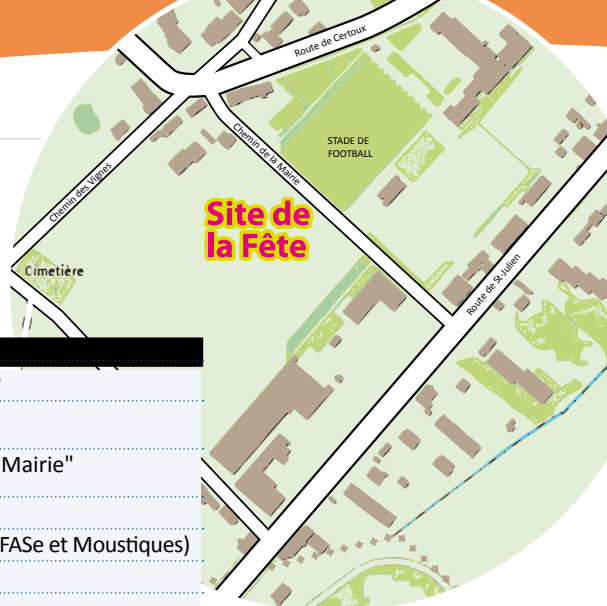 Route de Certoux
STADE DE
FOOTBALL
Chemin de la Mairie
Chemin des Vignes
Site de
la Fête
Cimetière
Route de St-Julien
Mairie"
FASe et Moustiques)